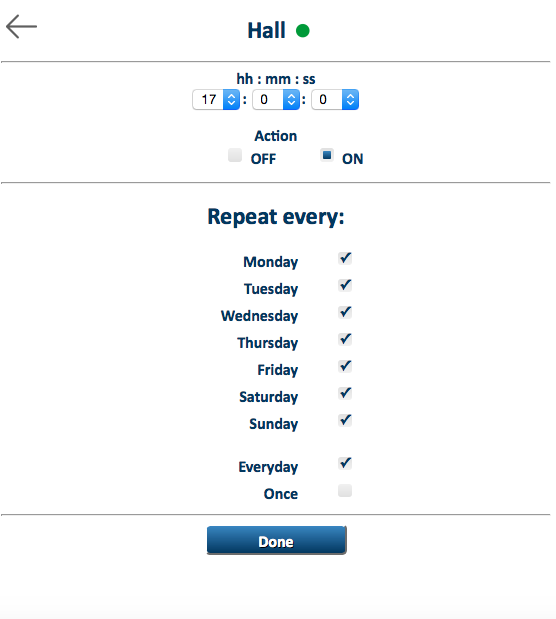 Hall
hh : mm : ss
17 : 0 : 0
Action
OFF ON
Repeat every:
Monday
Tuesday
Wednesday
Thursday
Friday
Saturday
Sunday
Everyday
Once
Done